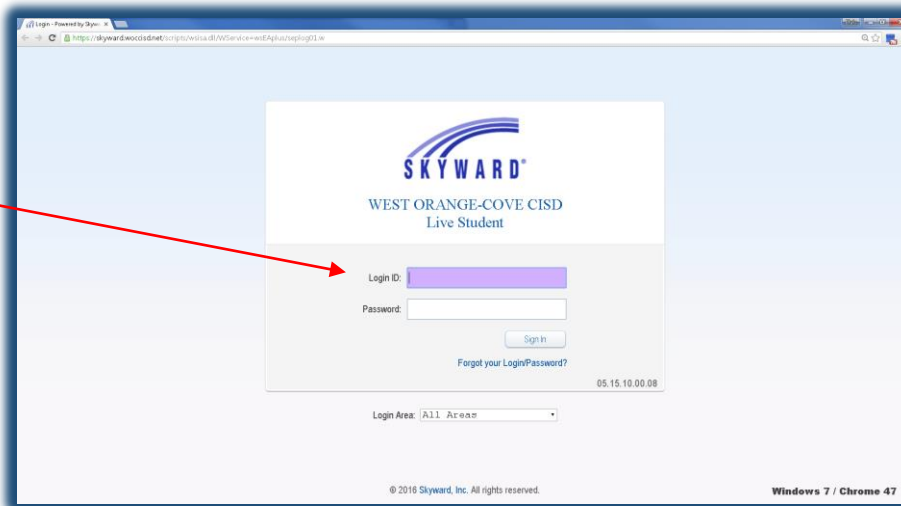 Login - Powered by Skyw
https://skyward.woccisd.net/scripts/wsisa.dll/WService=wsEAplus/seplog01.w
SKYWARD®
WEST ORANGE-COVE CISD
Live Student
Login ID:
Password:
Sign In
Forgot your Login/Password?
05.15.10.00.08
Login Area: All Areas
© 2016 Skyward, Inc. All rights reserved.
Windows 7 / Chrome 47